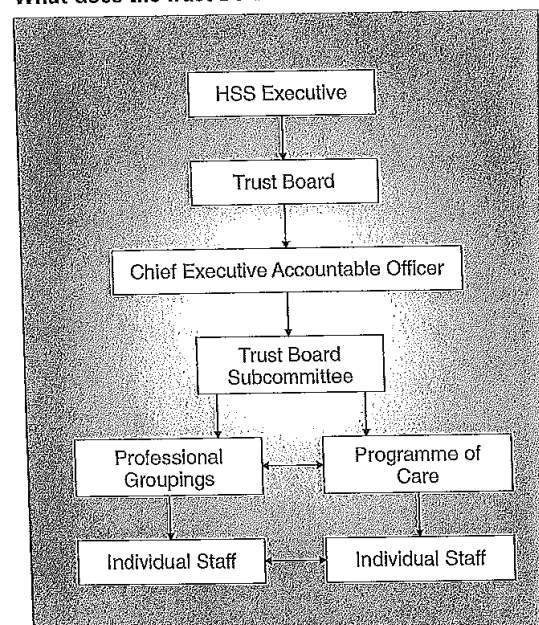 What does the
HSS Executive
Trust Board
Chief Executive Accountable Officer
Trust Board
Subcommittee
Professional
Groupings
Programme of
Care
Individual Staff
Individual Staff